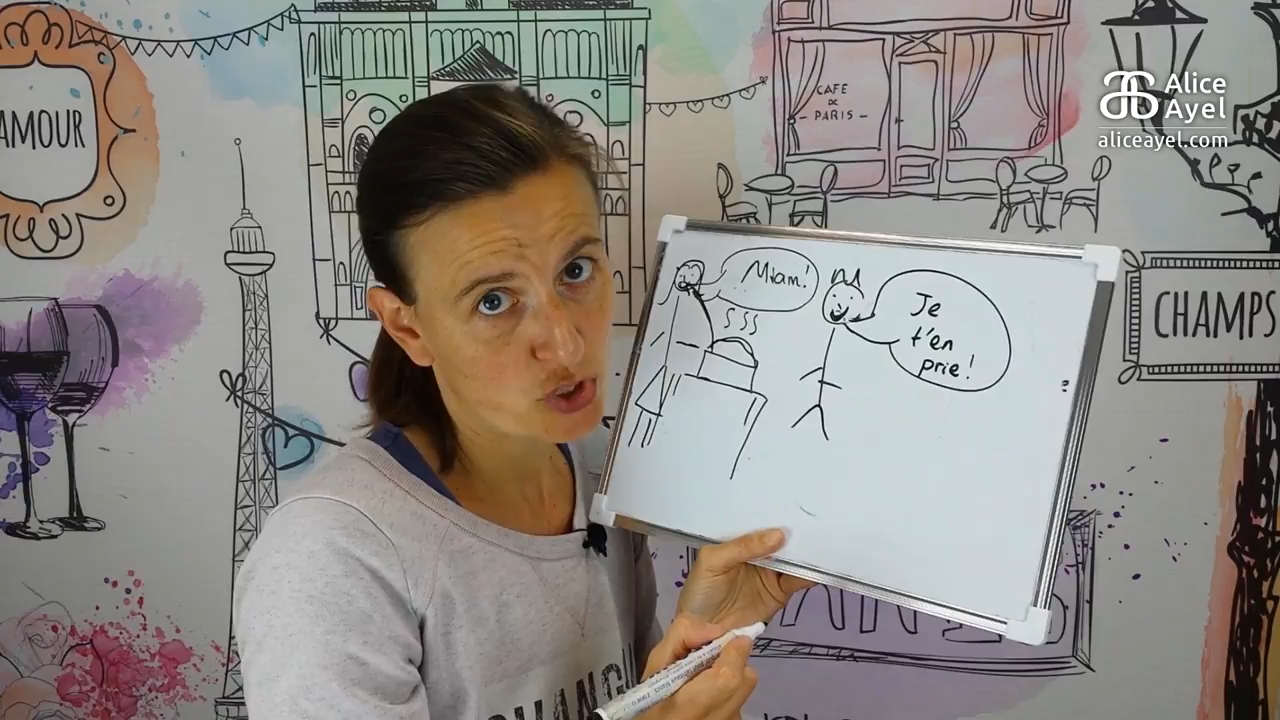 Alice
Ayel
aliceayel.com
AMOUR
CAFE
DE
- PARIS -
CHAMPS
Miam!
Je
t'en
prie!